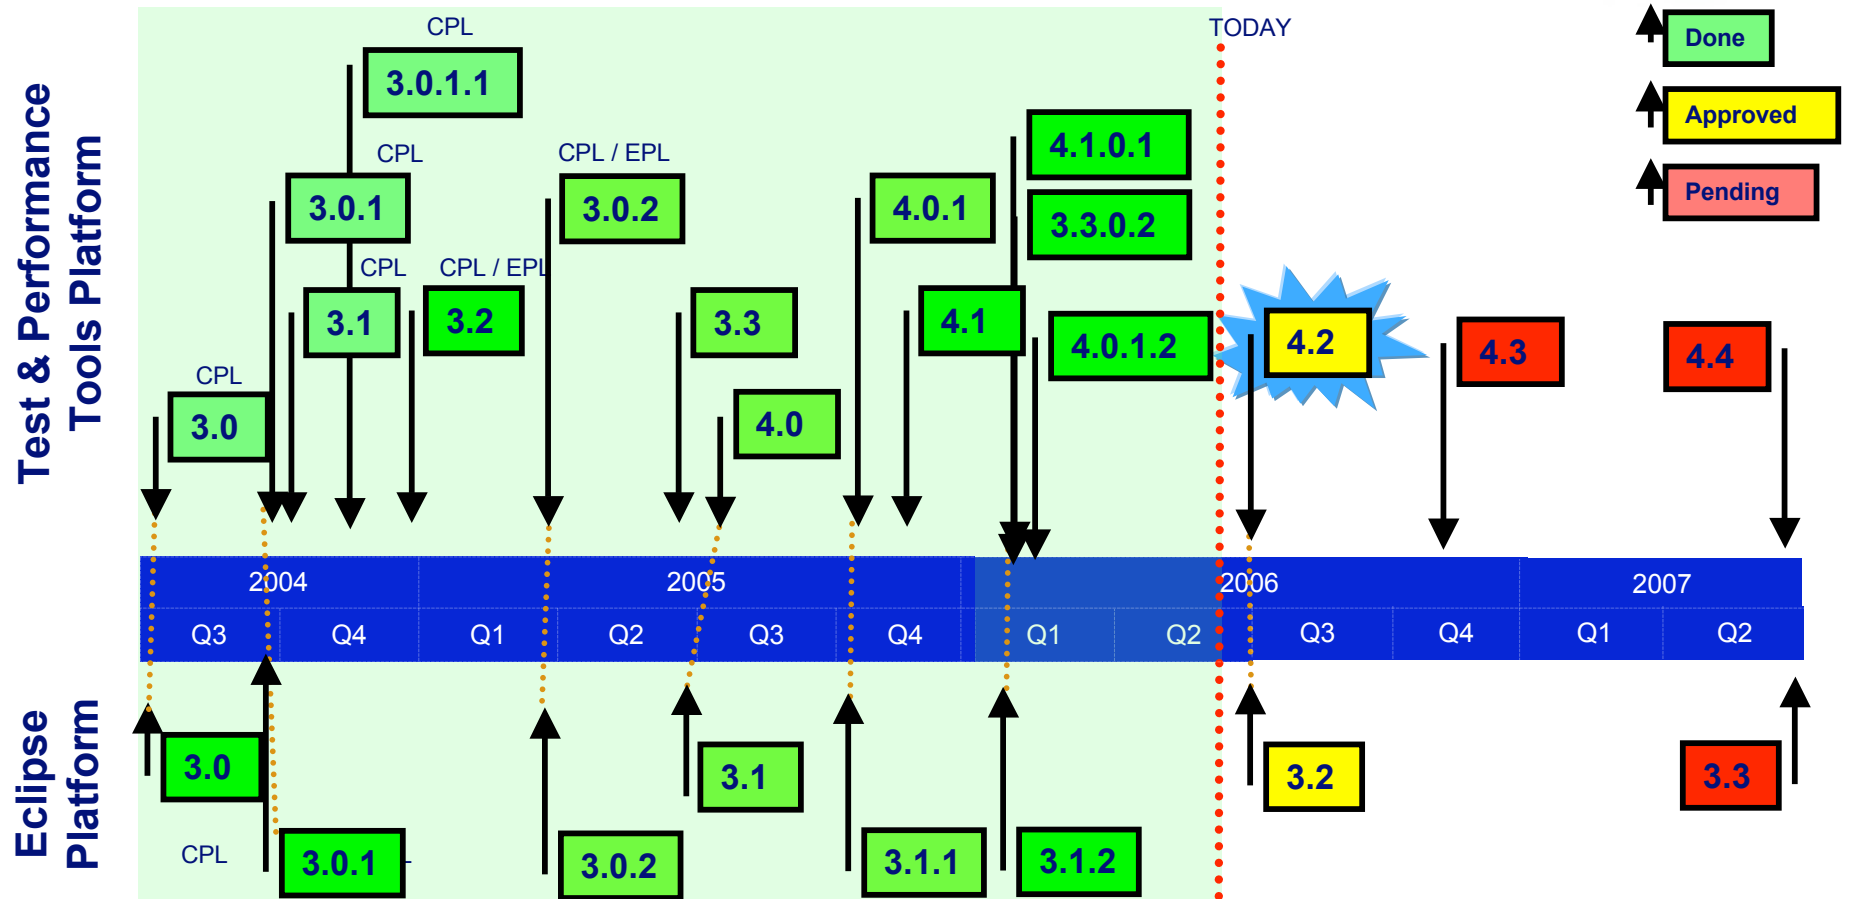 CPL
TODAY
Done
3.0.1.1
Approved
4.1.0.1
CPL
CPL / EPL
Pending
3.0.1
3.0.2
4.0.1
3.3.0.2
CPL
CPL / EPL
3.1
3.2
3.3
4.1
4.0.1.2
4.2
4.3
4.4
CPL
3.0
4.0
Test & Performance
Tools Platform
2004
2005
2006
2007
Q3
Q4
Q1
Q2
Q3
Q4
Q1
Q2
Q3
Q4
Q1
Q2
Eclipse
Platform
3.0
3.1
3.2
3.3
CPL
3.0.1
3.0.2
3.1.1
3.1.2